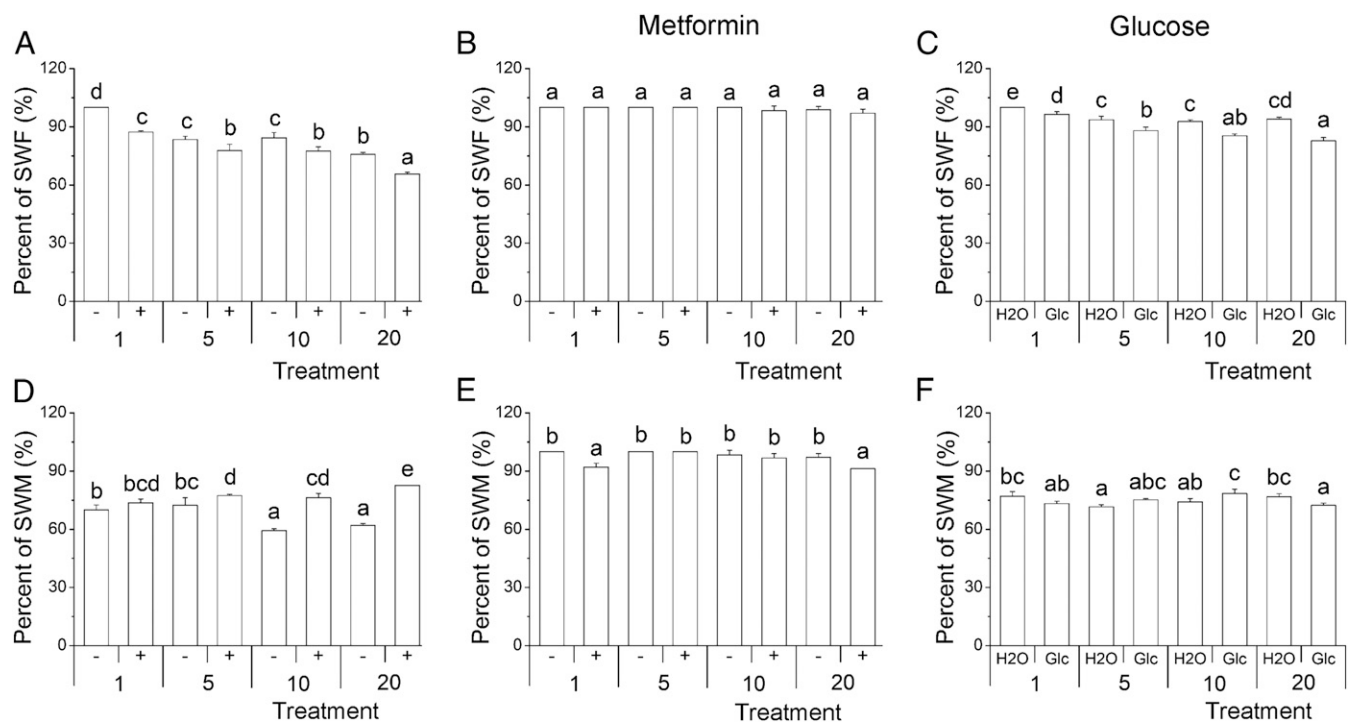 Metformin
Glucose
A
Percent of SWF (%)
120
90
60
30
0
d c c b c b b a
- + - + - + - +
1 5 10 20
Treatment
B
Percent of SWF (%)
120
90
60
30
0
a a a a a a a a
- + - + - + - +
1 5 10 20
Treatment
C
Percent of SWF (%)
120
90
60
30
0
e d c b c ab cd a
H2O Glc H2O Glc H2O Glc H2O Glc
1 5 10 20
Treatment
D
Percent of SWM (%)
120
90
60
30
0
b bcd bc d a cd a e
- + - + - + - +
1 5 10 20
Treatment
E
Percent of SWM (%)
120
90
60
30
0
b a b b b b b a
- + - + - + - +
1 5 10 20
Treatment
F
Percent of SWM (%)
120
90
60
30
0
bc ab a abc ab c bc a
H2O Glc H2O Glc H2O Glc H2O Glc
1 5 10 20
Treatment